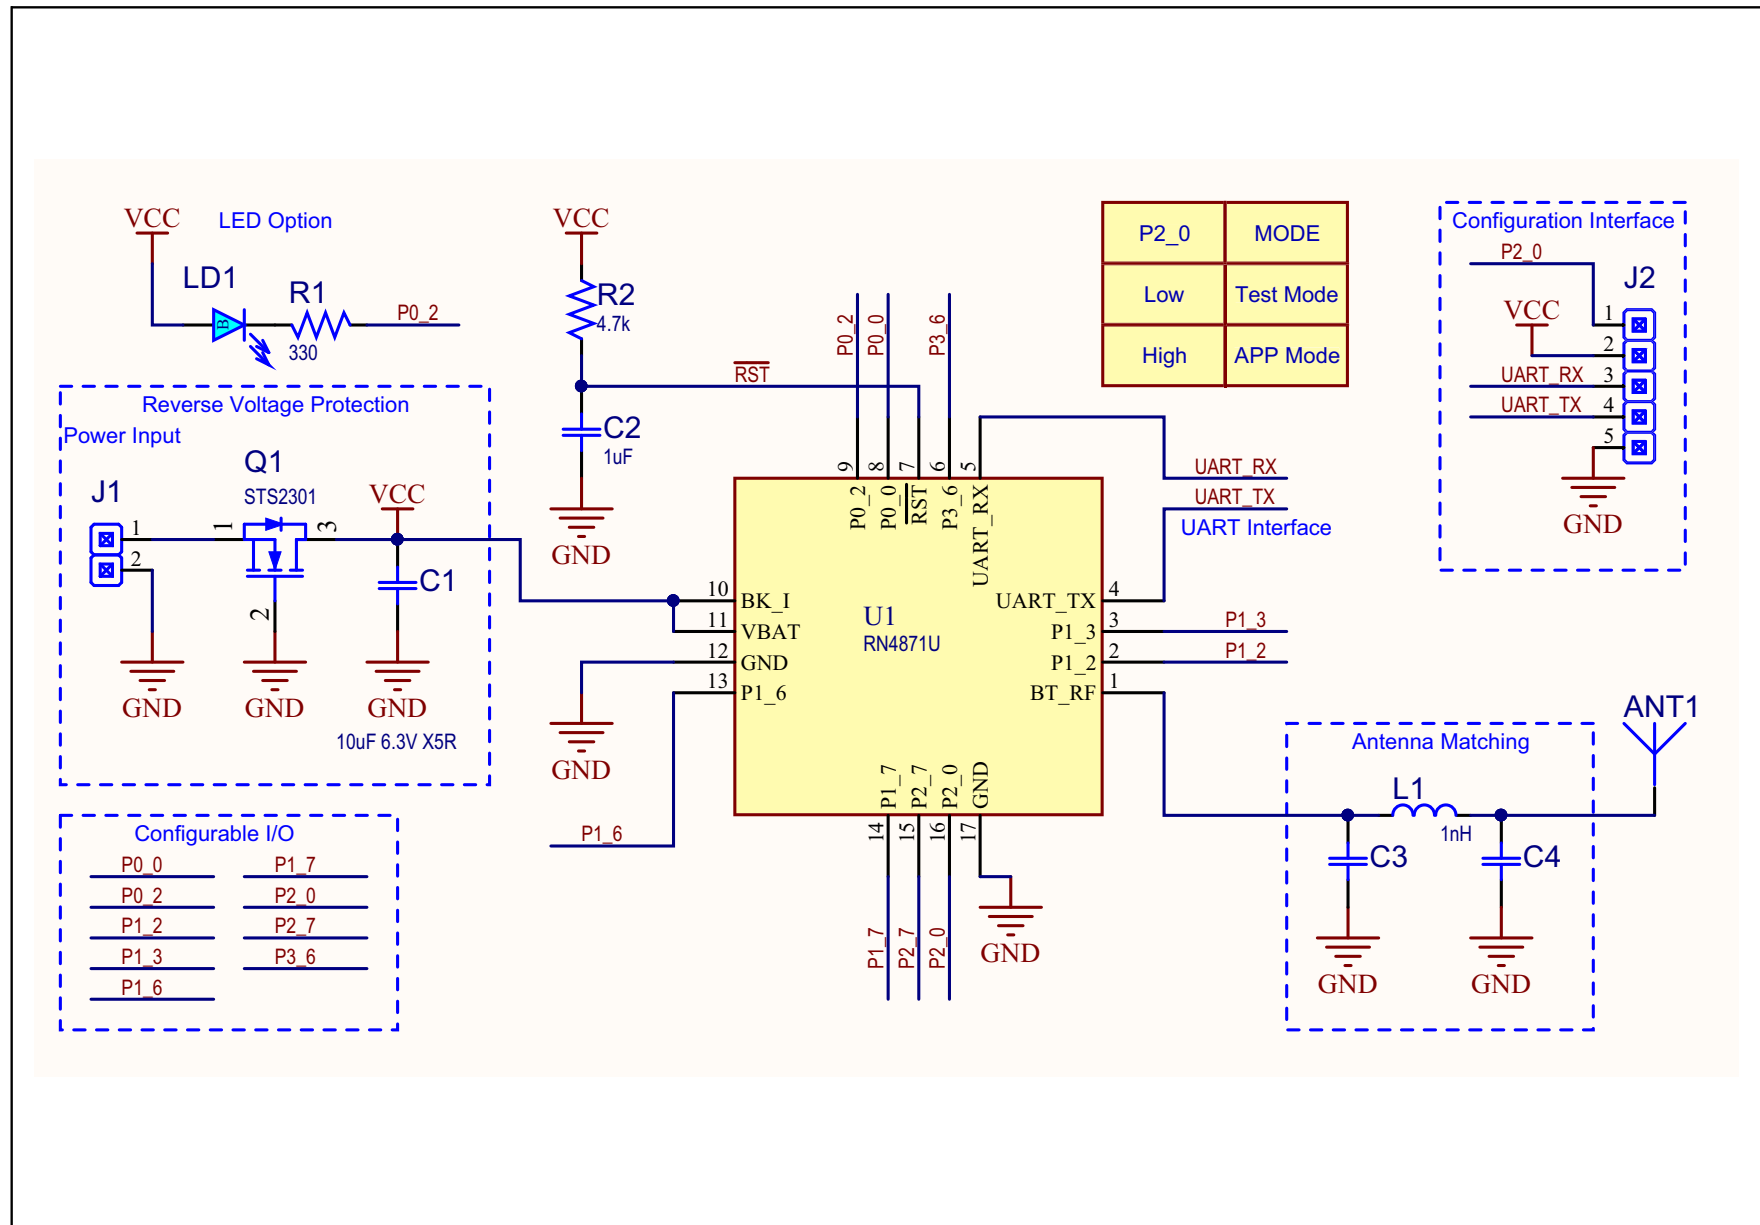 VCC
LED Option
LD1
B
R1
330
P0_2
VCC
R2
4.7k
RST
C2
1uF
GND
P0_2
P0_0
P3_6
P2_0 MODE
Low Test Mode
High APP Mode
Configuration Interface
P2_0
J2
VCC
1
2
UART_RX 3
UART_TX 4
5
GND
Reverse Voltage Protection
Power Input
J1
1
2
GND
Q1
STS2301
1
3
2
GND
VCC
C1
GND
10uF 6.3V X5R
9
8
7
6
5
P0_2
P0_0
RST
P3_6
UART_RX
UART_RX
UART_TX
UART Interface
10 BK_I
11 VBAT
12 GND
13 P1_6
GND
P1_6
U1
RN4871U
UART_TX 4
P1_3 3 P1_3
P1_2 2 P1_2
BT_RF 1
P1_7
P2_7
P2_0
GND
14
15
16
17
P1_7
P2_7
P2_0
GND
Antenna Matching
ANT1
L1
1nH
C3
C4
GND
GND
Configurable I/O
P0_0 P1_7
P0_2 P2_0
P1_2 P2_7
P1_3 P3_6
P1_6